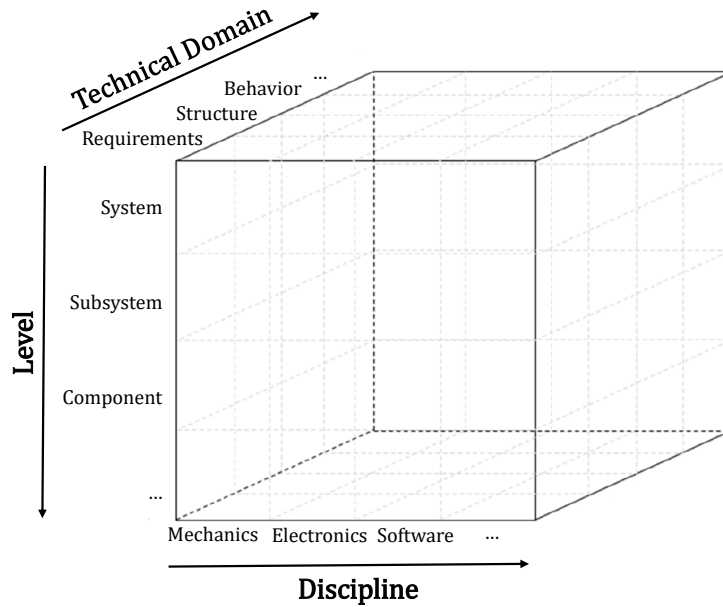 Technical Domain
...
Behavior
Structure
Requirements
Level
System
Subsystem
Component
...
Mechanics Electronics Software ...
Discipline